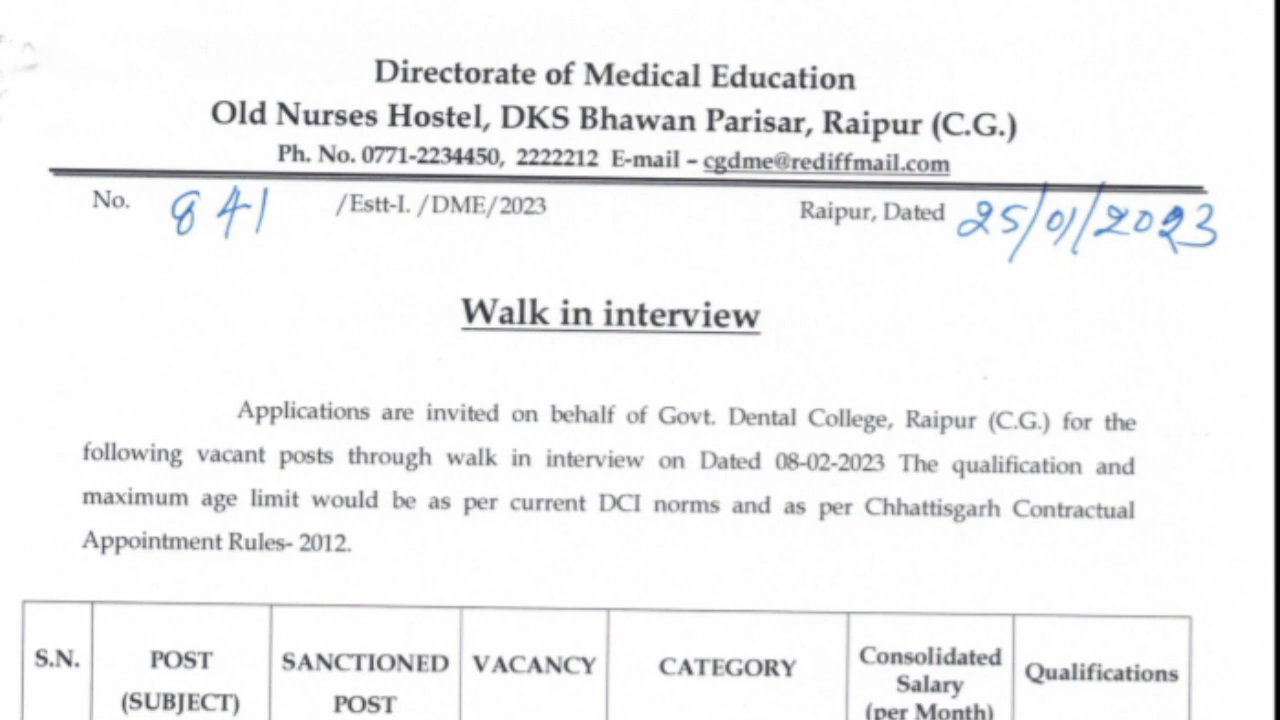 Directorate of Medical Education
Old Nurses Hostel, DKS Bhawan Parisar, Raipur (C.G.)
Ph. No. 0771-2234450, 2222212 E-mail – cgdme@rediffmail.com
No. 841 /Estt-I. /DME/2023 Raipur, Dated 25/01/2023
Walk in interview
Applications are invited on behalf of Govt. Dental College, Raipur (C.G.) for the
following vacant posts through walk in interview on Dated 08-02-2023 The qualification and
maximum age limit would be as per current DCI norms and as per Chhattisgarh Contractual
Appointment Rules- 2012.
S.N. POST SANCTIONED VACANCY CATEGORY Consolidated Qualifications
(SUBJECT) POST Salary
(per Month)